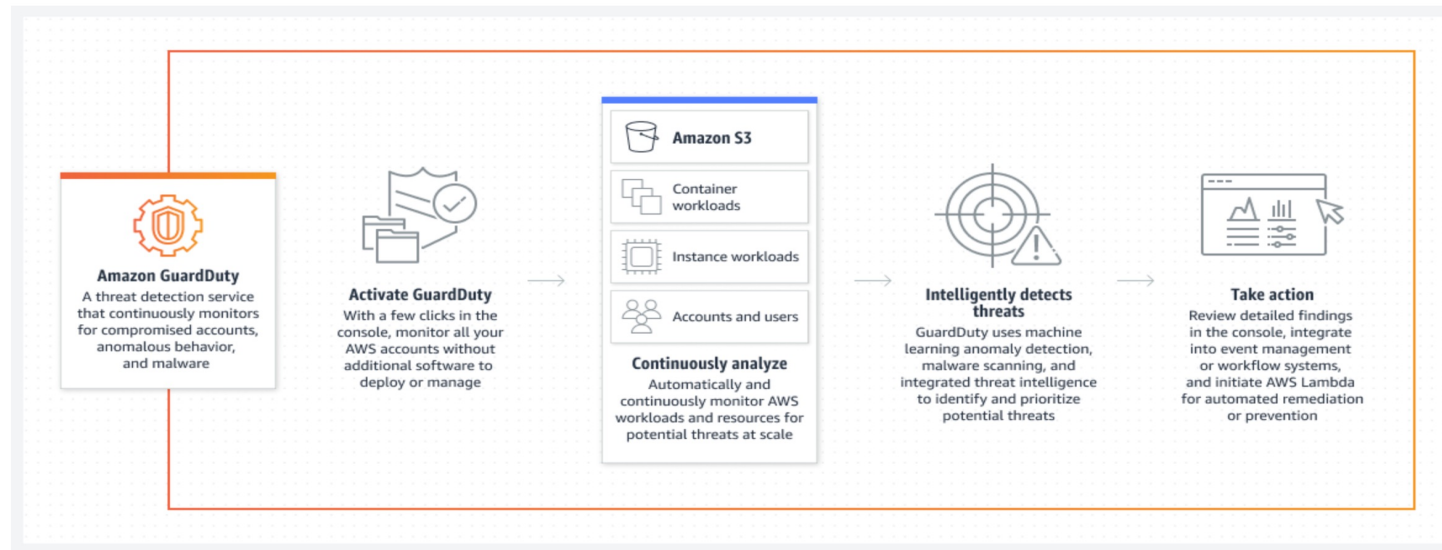 Amazon GuardDuty
A threat detection service
that continuously monitors
for compromised accounts,
anomalous behavior,
and malware
Activate GuardDuty
With a few clicks in the
console, monitor all your
AWS accounts without
additional software to
deploy or manage
Amazon S3
Container
workloads
Instance workloads
Accounts and users
Continuously analyze
Automatically and
continuously monitor AWS
workloads and resources for
potential threats at scale
Intelligently detects
threats
GuardDuty uses machine
learning anomaly detection,
malware scanning, and
integrated threat intelligence
to identify and prioritize
potential threats
Take action
Review detailed findings
in the console, integrate
into event management
or workflow systems,
and initiate AWS Lambda
for automated remediation
or prevention